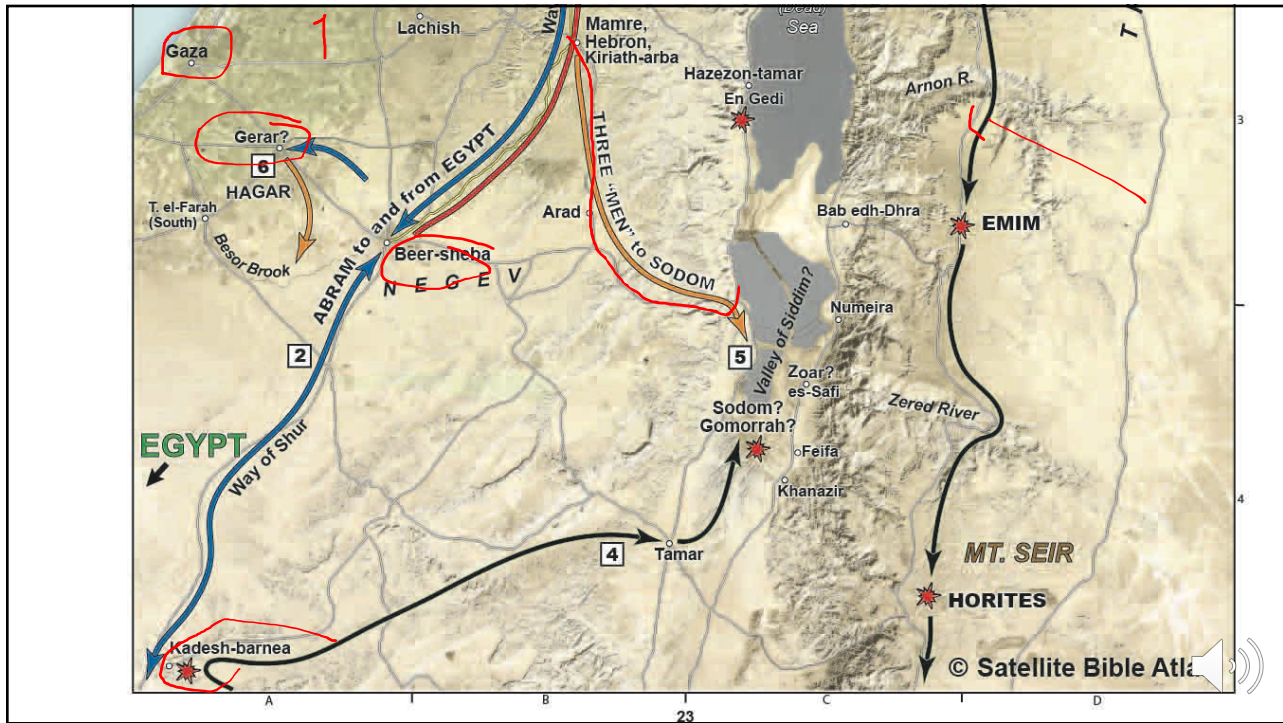 (Dead)
Sea
T
Way
Lachish
Mamre,
Hebron,
Kiriath-arba
1
Gaza
Hazezon-tamar
En Gedi
Arnon R.
3
Gerar?
6
HAGAR
ABRAM to and from EGYPT
THREE "MEN" to SODOM
T. el-Farah
(South)
Besor Brook
Arad
Bab edh-Dhra
EMIM
Beer-sheba
NEGEV
Valley of Siddim?
Numeira
2
5
Zoar?
es-Safi
Zered River
Sodom?
Gomorrah?
EGYPT
Way of Shur
Feifa
Khanazir
4
4
Tamar
MT. SEIR
HORITES
Kadesh-barnea
© Satellite Bible Atla
A
B
C
D
23